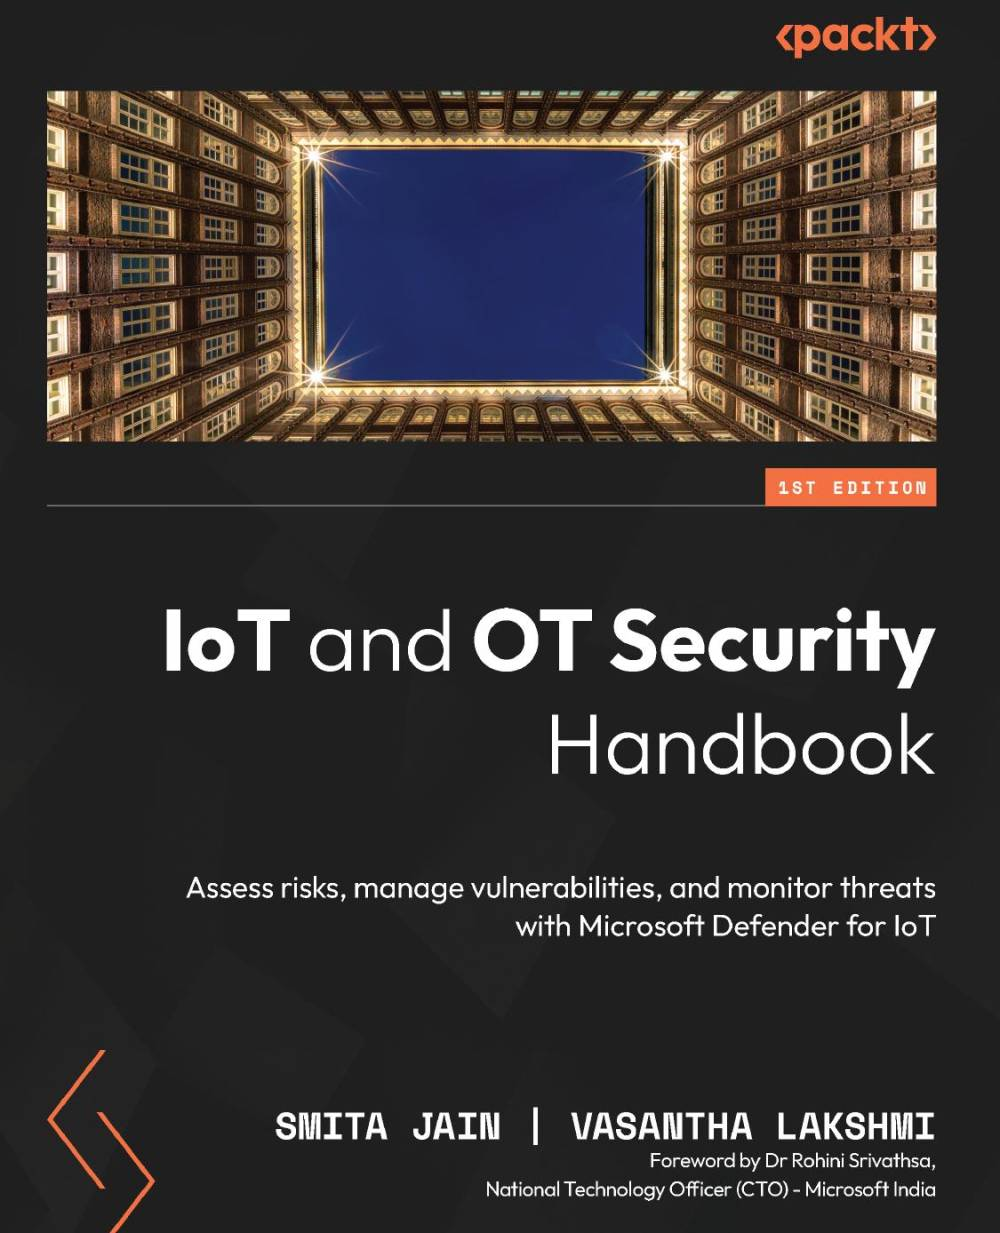 <packt>
1ST EDITION
IoT and OT Security
Handbook
Assess risks, manage vulnerabilities, and monitor threats
with Microsoft Defender for IoT
SMITA JAIN | VASANTHA LAKSHMI
Foreword by Dr Rohini Srivathsa,
National Technology Officer (CTO) - Microsoft India